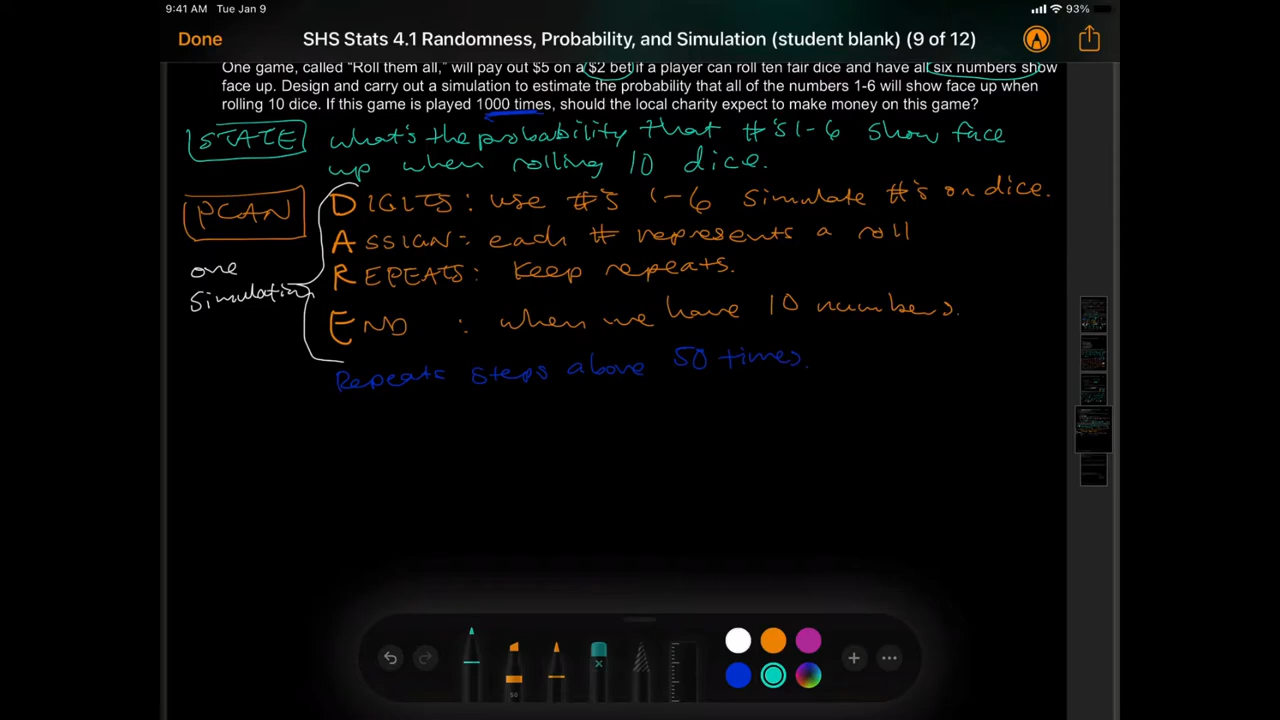 9:41 AM Tue Jan 9
93%
Done
SHS Stats 4.1 Randomness, Probability, and Simulation (student blank) (9 of 12)
One game, called "Roll them all," will pay out $5 on a $2 bet if a player can roll ten fair dice and have all six numbers show
face up. Design and carry out a simulation to estimate the probability that all of the numbers 1-6 will show face up when
rolling 10 dice. If this game is played 1000 times, should the local charity expect to make money on this game?
STATE what's the probability that #'s 1-6 show face
up when rolling 10 dice.
PLAN DIGITS: use #'s 1-6 simulate #'s on dice.
ASSIGN: each # represents a roll
one REPEATS: Keep repeats.
simulation
END : when we have 10 numbers.
Repeats steps above 50 times.
50